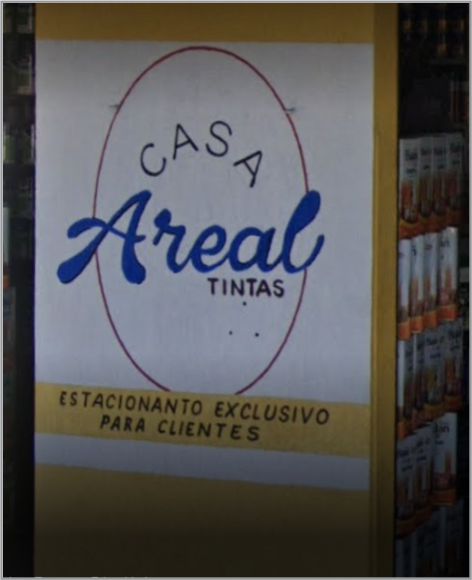 CASA
Areal
TINTAS
ESTACIONANTO EXCLUSIVO
PARA CLIENTES